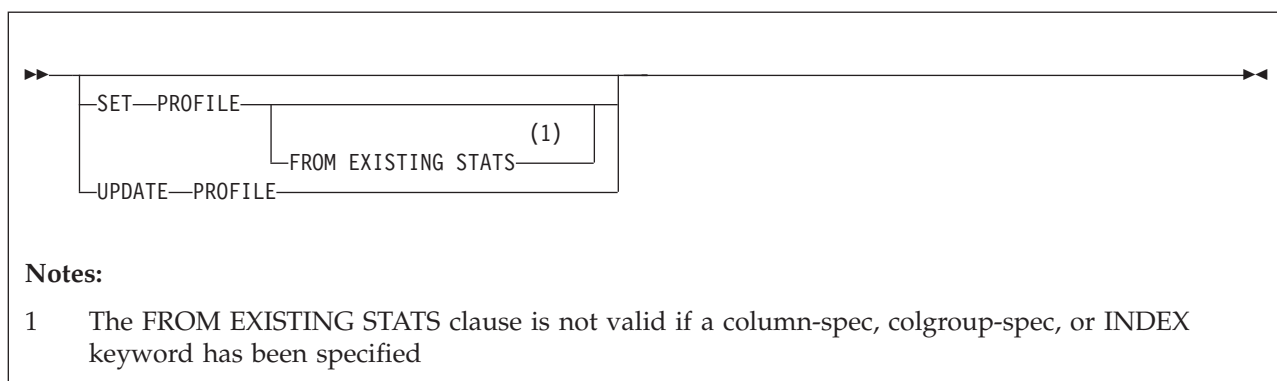 SET PROFILE
(1)
FROM EXISTING STATS
UPDATE PROFILE
Notes:
1 The FROM EXISTING STATS clause is not valid if a column-spec, colgroup-spec, or INDEX
keyword has been specified